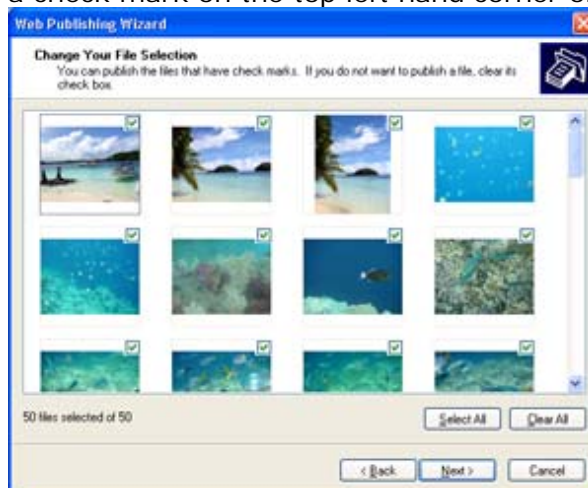 a check mark on the top left hand corner o
Web Publishing Wizard
Change Your File Selection
You can publish the files that have check marks. If you do not want to publish a file, clear its
check box.
50 files selected of 50
Select All
Clear All
< Back
Next >
Cancel